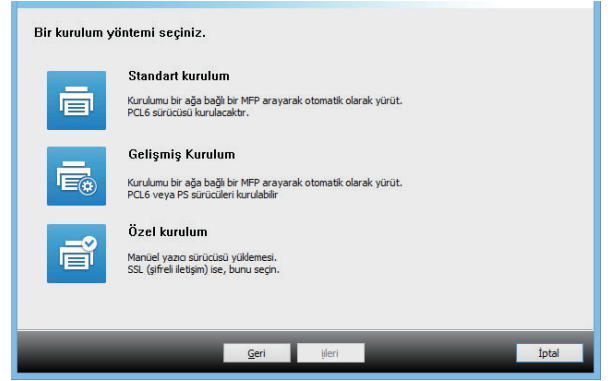 Bir kurulum yöntemi seçiniz.
Standart kurulum
Kurulumu bir ağa bağlı bir MFP arayarak otomatik olarak yürüt.
PCL6 sürücüsü kurulacaktır.
Gelişmiş Kurulum
Kurulumu bir ağa bağlı bir MFP arayarak otomatik olarak yürüt.
PCL6 veya PS sürücüleri kurulabilir
Özel kurulum
Manüel yazıcı sürücüsü yüklemesi.
SSL (şifreli iletişim) ise, bunu seçin.
Geri İleri İptal